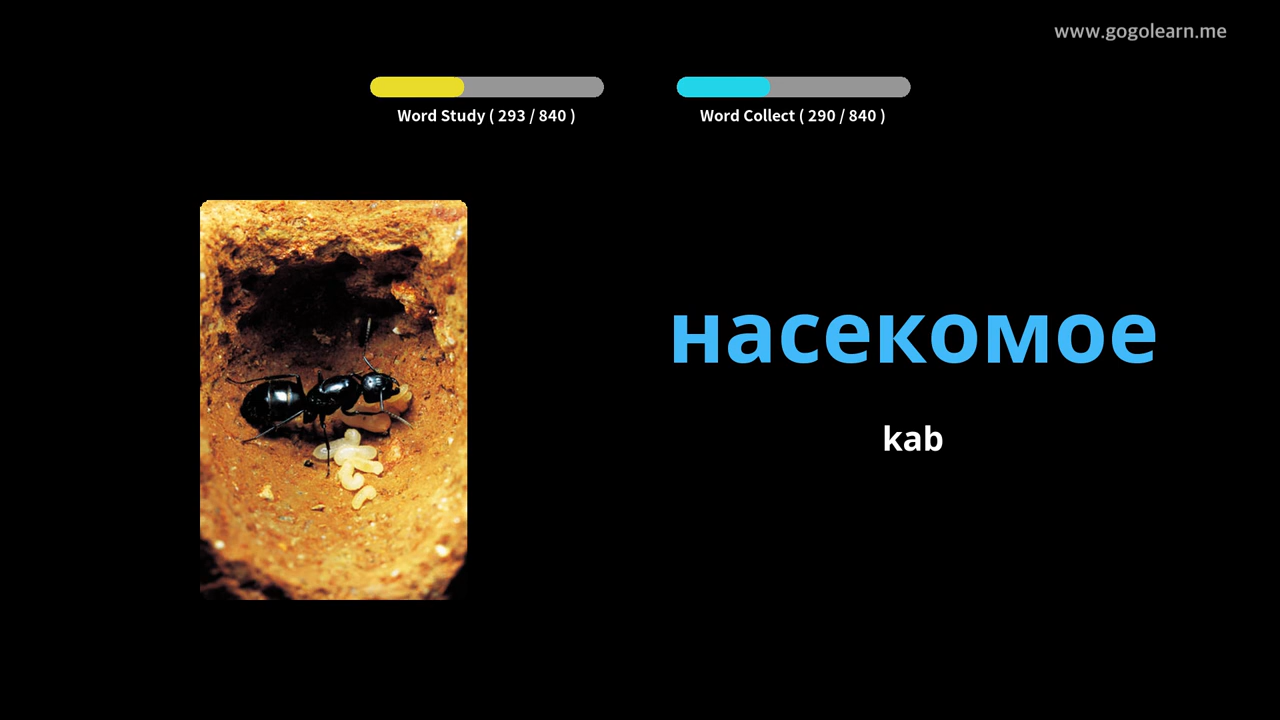 www.gogolearn.me
Word Study ( 293 / 840 )
Word Collect ( 290 / 840 )
насекомое
kab